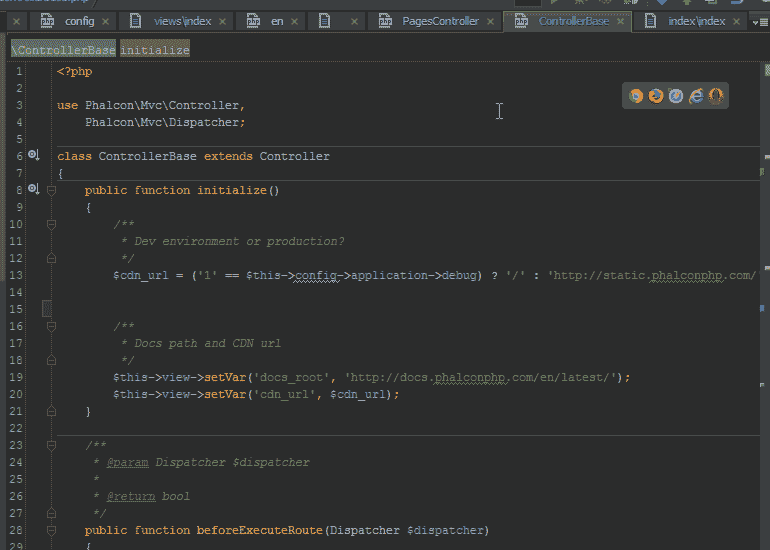 config views\index en PagesController ControllerBase index\index
\ControllerBase initialize
1 <?php
2
3 use Phalcon\Mvc\Controller,
4 Phalcon\Mvc\Dispatcher;
5
6 class ControllerBase extends Controller
7 {
8 public function initialize()
9 {
10 /**
11 * Dev environment or production?
12 */
13 $cdn_url = ('1' == $this->config->application->debug) ? '/' : 'http://static.phalconphp.com/
14
15
16 /**
17 * Docs path and CDN url
18 */
19 $this->view->setVar('docs_root', 'http://docs.phalconphp.com/en/latest/');
20 $this->view->setVar('cdn_url', $cdn_url);
21 }
22
23 /**
24 * @param Dispatcher $dispatcher
25 *
26 * @return bool
27 */
28 public function beforeExecuteRoute(Dispatcher $dispatcher)
29 {